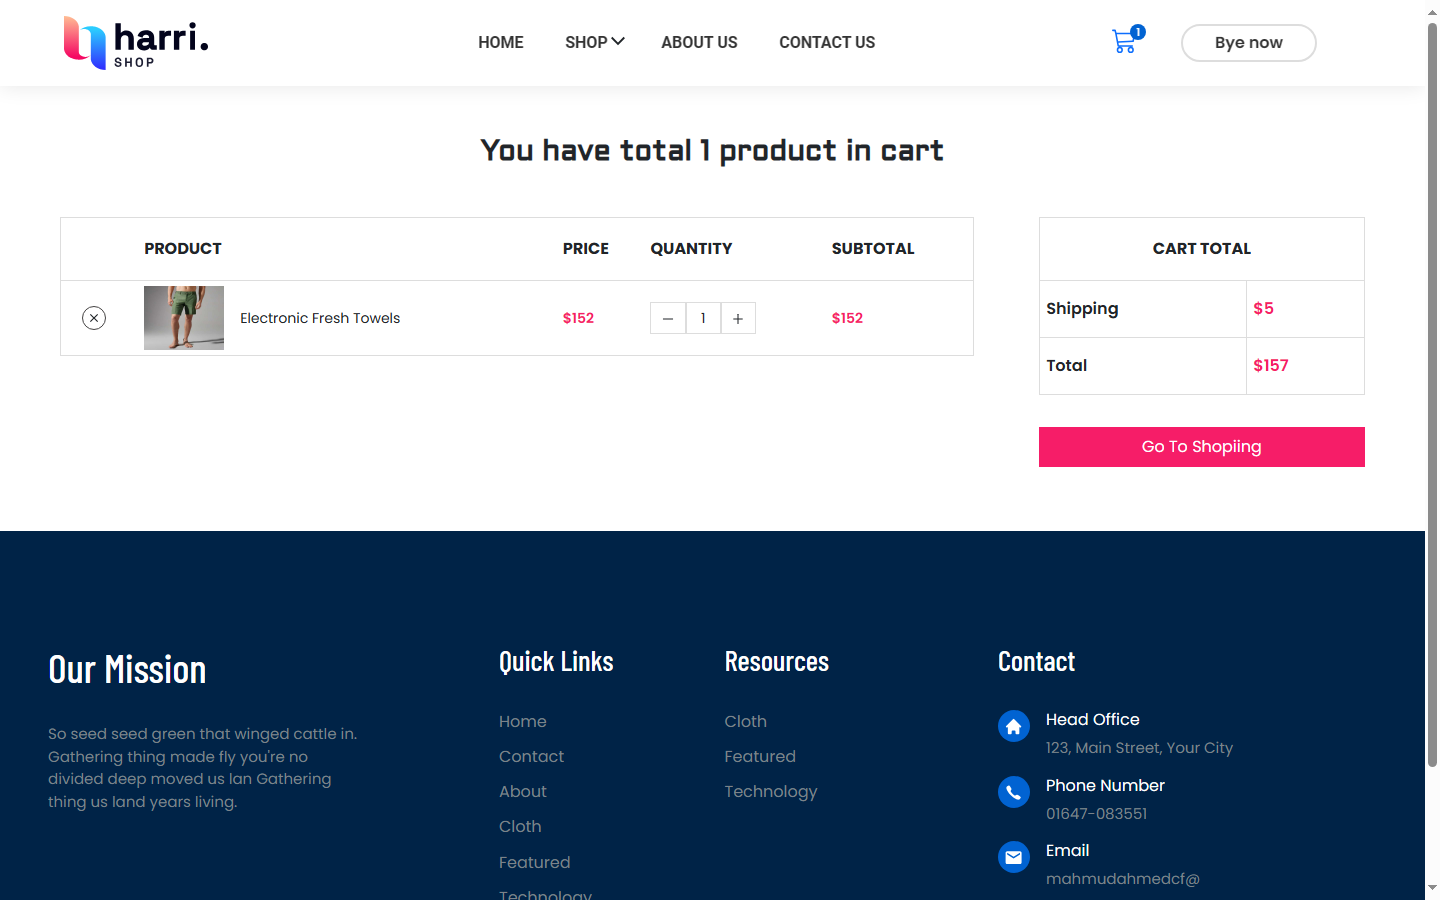 harri.
SHOP
HOME
SHOP
ABOUT US
CONTACT US
1
Bye now
You have total 1 product in cart
PRODUCT
PRICE
QUANTITY
SUBTOTAL
Electronic Fresh Towels
$152
1
$152
CART TOTAL
Shipping
$5
Total
$157
Go To Shopiing
Our Mission
So seed seed green that winged cattle in.
Gathering thing made fly you're no
divided deep moved us lan Gathering
thing us land years living.
Quick Links
Home
Contact
About
Cloth
Featured
Technology
Resources
Cloth
Featured
Technology
Contact
Head Office
123, Main Street, Your City
Phone Number
01647-083551
Email
mahmudahmedcf@